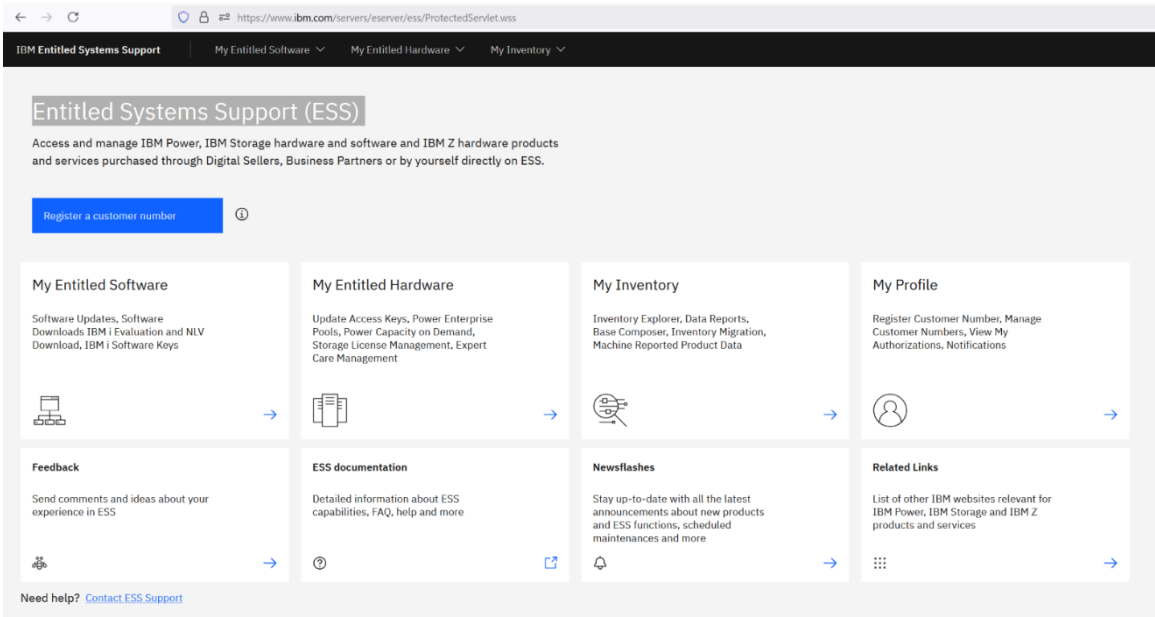 https://www.ibm.com/servers/eserver/ess/ProtectedServlet.wss
IBM Entitled Systems Support
My Entitled Software
My Entitled Hardware
My Inventory
Entitled Systems Support (ESS)
Access and manage IBM Power, IBM Storage hardware and software and IBM Z hardware products
and services purchased through Digital Sellers, Business Partners or by yourself directly on ESS.
Register a customer number
My Entitled Software
Software Updates, Software
Downloads IBM i Evaluation and NLV
Download, IBM i Software Keys
My Entitled Hardware
Update Access Keys, Power Enterprise
Pools, Power Capacity on Demand,
Storage License Management, Expert
Care Management
My Inventory
Inventory Explorer, Data Reports,
Base Composer, Inventory Migration,
Machine Reported Product Data
My Profile
Register Customer Number, Manage
Customer Numbers, View My
Authorizations, Notifications
Feedback
Send comments and ideas about your
experience in ESS
ESS documentation
Detailed information about ESS
capabilities, FAQ, help and more
Newsflashes
Stay up-to-date with all the latest
announcements about new products
and ESS functions, scheduled
maintenances and more
Related Links
List of other IBM websites relevant for
IBM Power, IBM Storage and IBM Z
products and services
Need help? Contact ESS Support